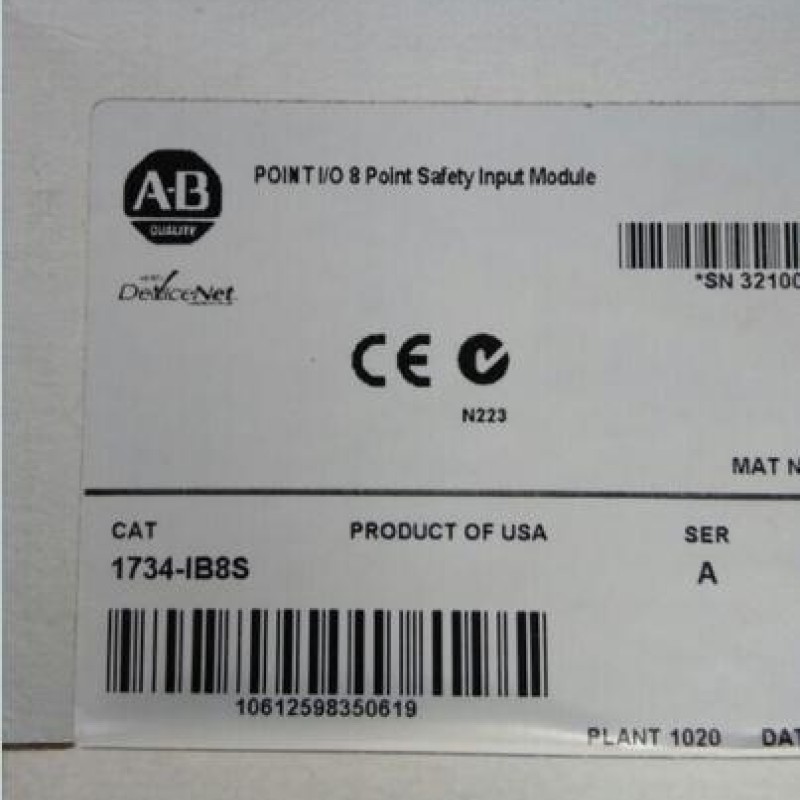 A-B
QUALITY
POINT I/O 8 Point Safety Input Module
DeviceNet
*SN 32100
CE
N223
MAT N
CAT
PRODUCT OF USA
SER
1734-IB8S
A
10612598350619
PLANT 1020
DAT